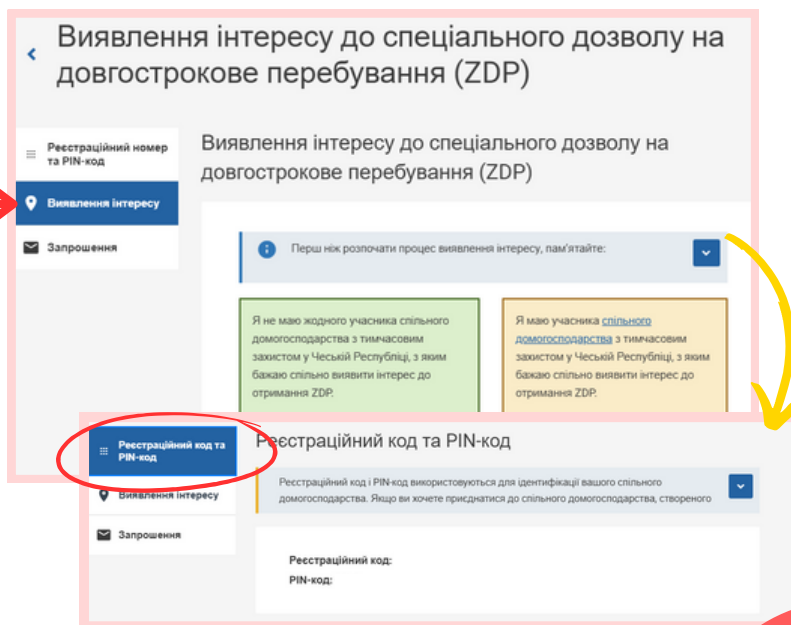 Виявлення інтересу до спеціального дозволу на
довгострокове перебування (ZDP)
Реєстраційний номер
та PIN-код
Виявлення інтересу
Запрошення
Виявлення інтересу до спеціального дозволу на
довгострокове перебування (ZDP)
Перш ніж розпочати процес виявлення інтересу, пам'ятайте:
Я не маю жодного учасника спільного
домогосподарства з тимчасовим
захистом у Чеській Республіці, з яким
бажаю спільно виявити інтерес до
отримання ZDP.
Я маю учасника спільного
домогосподарства з тимчасовим
захистом у Чеській Республіці, з яким
бажаю спільно виявити інтерес до
отримання ZDP.
Реєстраційний код та
PIN-код
Виявлення інтересу
Запрошення
Реєстраційний код та PIN-код
Реєстраційний код і PIN-код використовуються для ідентифікації вашого спільного
домогосподарства. Якщо ви хочете приєднатися до спільного домогосподарства, створеного
Реєстраційний код:
PIN-код: